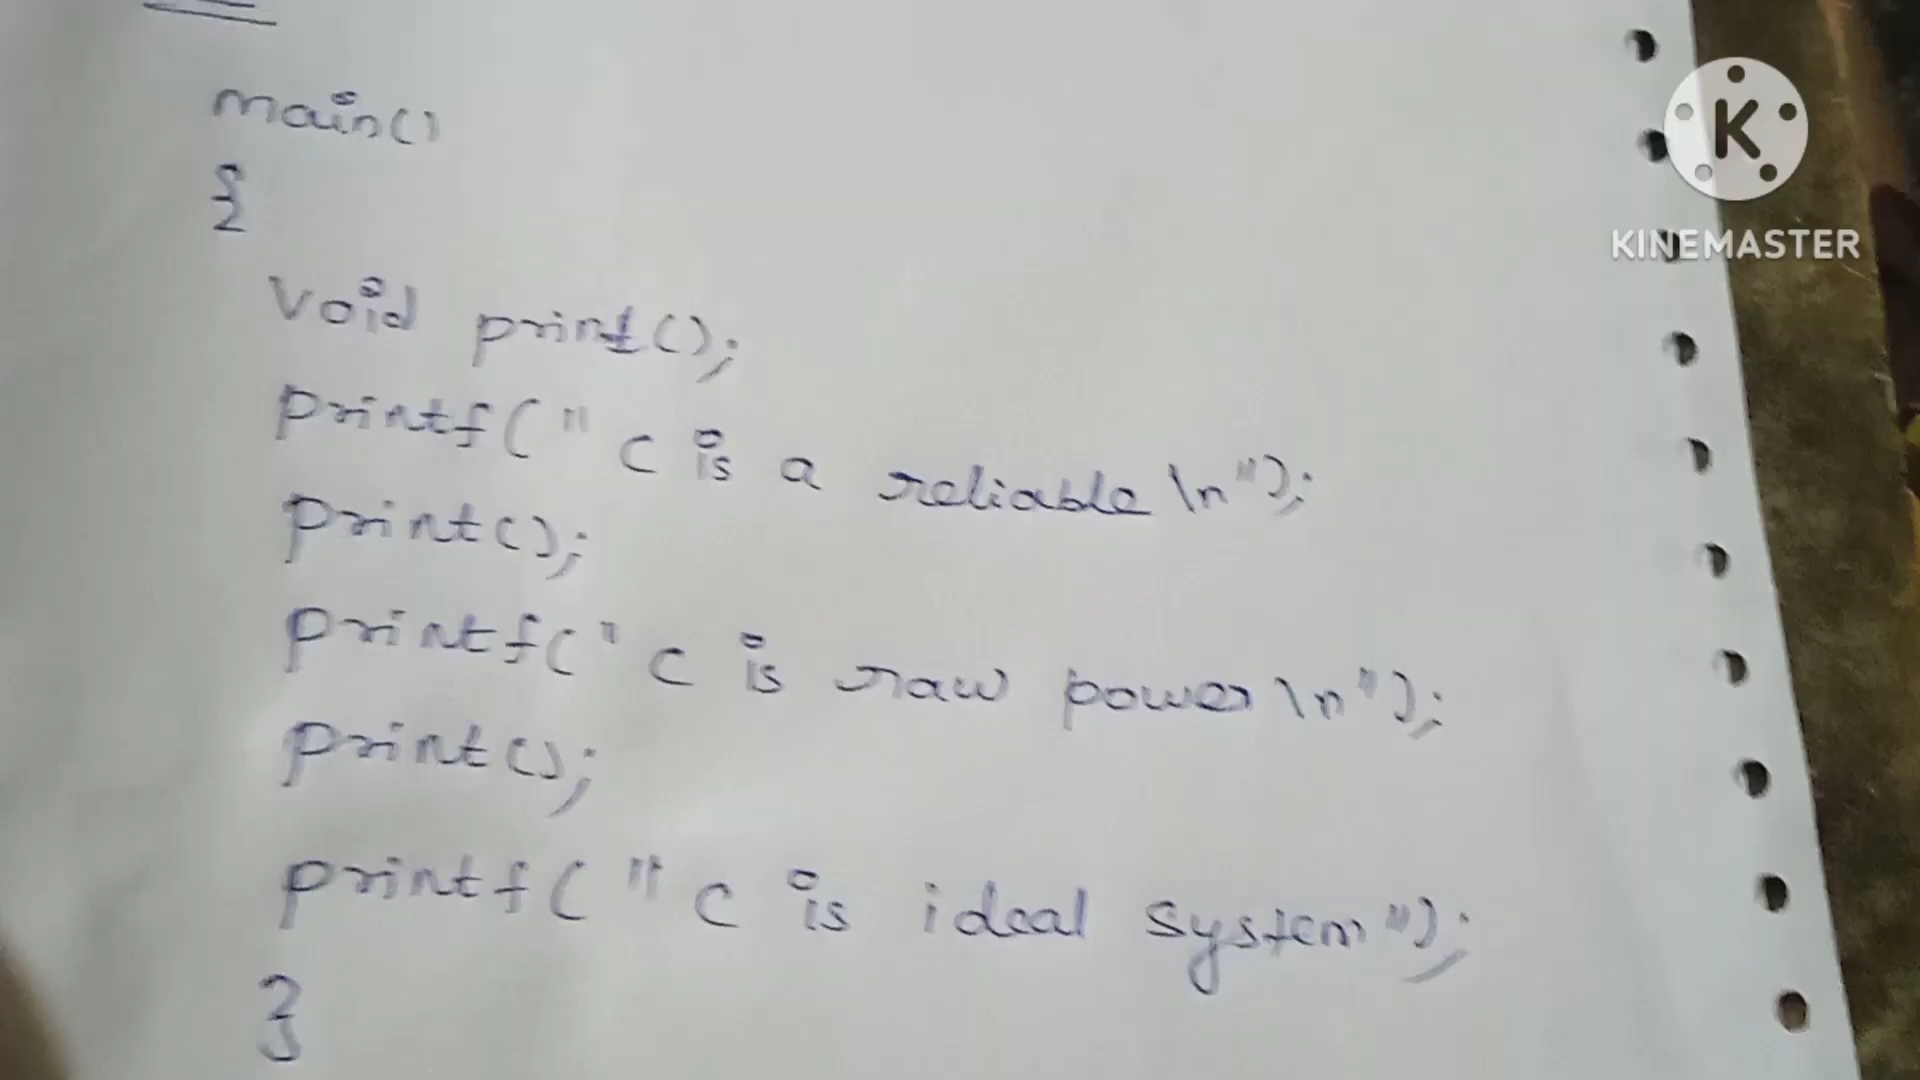 main()
{
void print();
printf(" C is a reliable \n");
print();
printf(" C is raw power \n");
print();
printf(" C is ideal system");
}
K
KINEMASTER